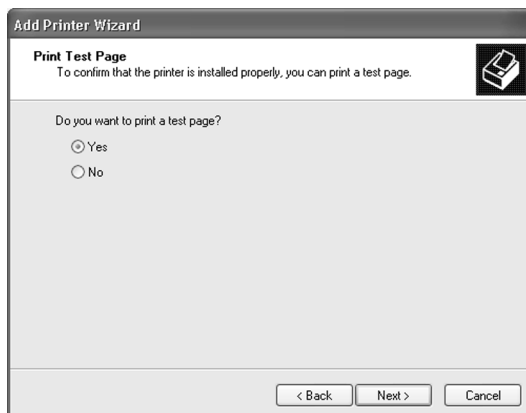 Add Printer Wizard
Print Test Page
To confirm that the printer is installed properly, you can print a test page.
Do you want to print a test page?
Yes
No
< Back Next > Cancel